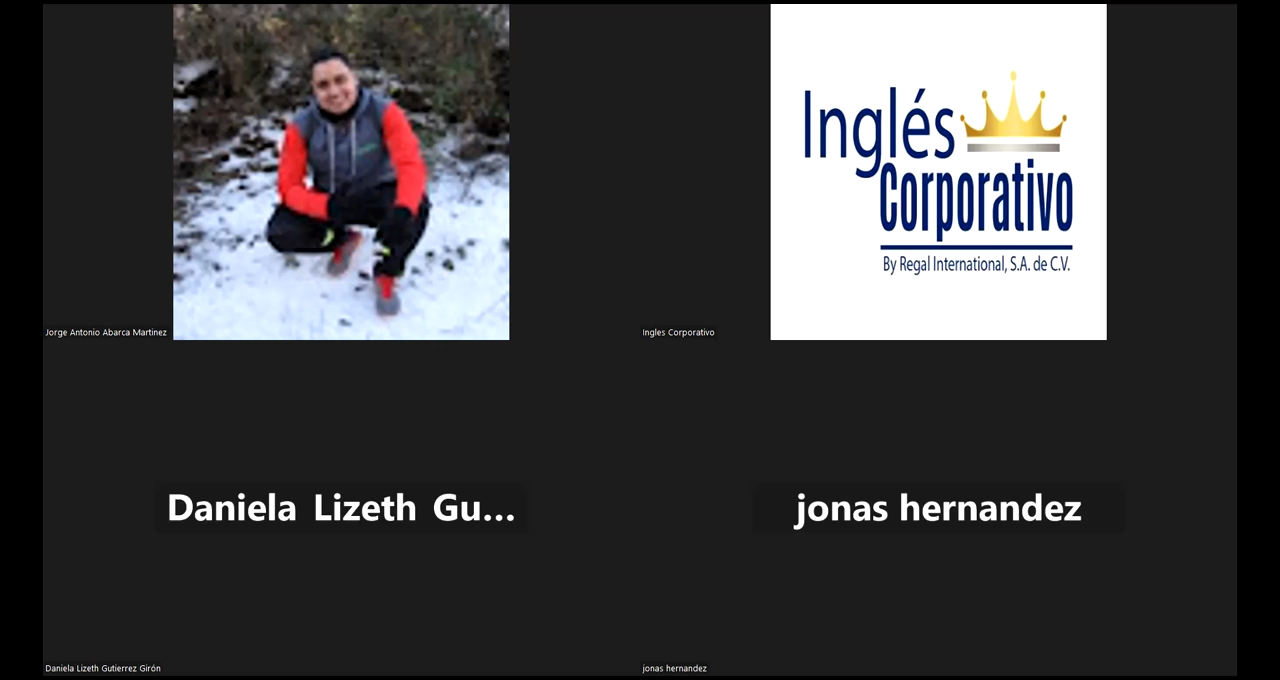 Inglés
Corporativo
By Regal International, S.A. de C.V.
Jorge Antonio Abarca Martinez
Ingles Corporativo
Daniela Lizeth Gu...
jonas hernandez
Daniela Lizeth Gutierrez Girón
jonas hernandez